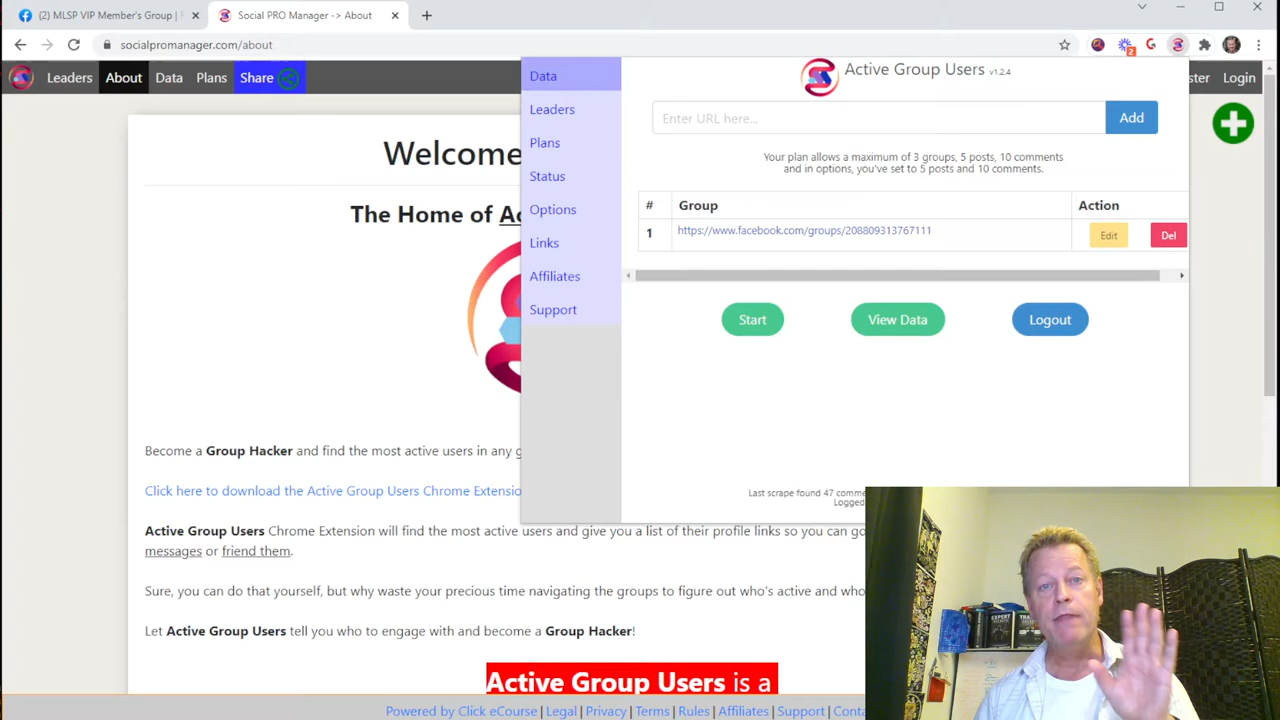 (2) MLSP VIP Member's Group |
Social PRO Manager -> About
socialpromanager.com/about
2
Leaders About Data Plans Share Login
Data
Leaders
Plans
Status
Options
Links
Affiliates
Support
Active Group Users v1.2.4
Enter URL here... Add
Your plan allows a maximum of 3 groups, 5 posts, 10 comments
and in options, you've set to 5 posts and 10 comments.
# Group Action
1 https://www.facebook.com/groups/208809313767111 Edit Del
Start View Data Logout
Last scrape found 47 comme
Logged
Welcome
The Home of Ac
Become a Group Hacker and find the most active users in any g
Click here to download the Active Group Users Chrome Extensio
Active Group Users Chrome Extension will find the most active users and give you a list of their profile links so you can go
messages or friend them.
Sure, you can do that yourself, but why waste your precious time navigating the groups to figure out who's active and who
Let Active Group Users tell you who to engage with and become a Group Hacker!
Active Group Users is a
Powered by Click eCourse | Legal | Privacy | Terms | Rules | Affiliates | Support | Conta
EXPERT
SECRETS